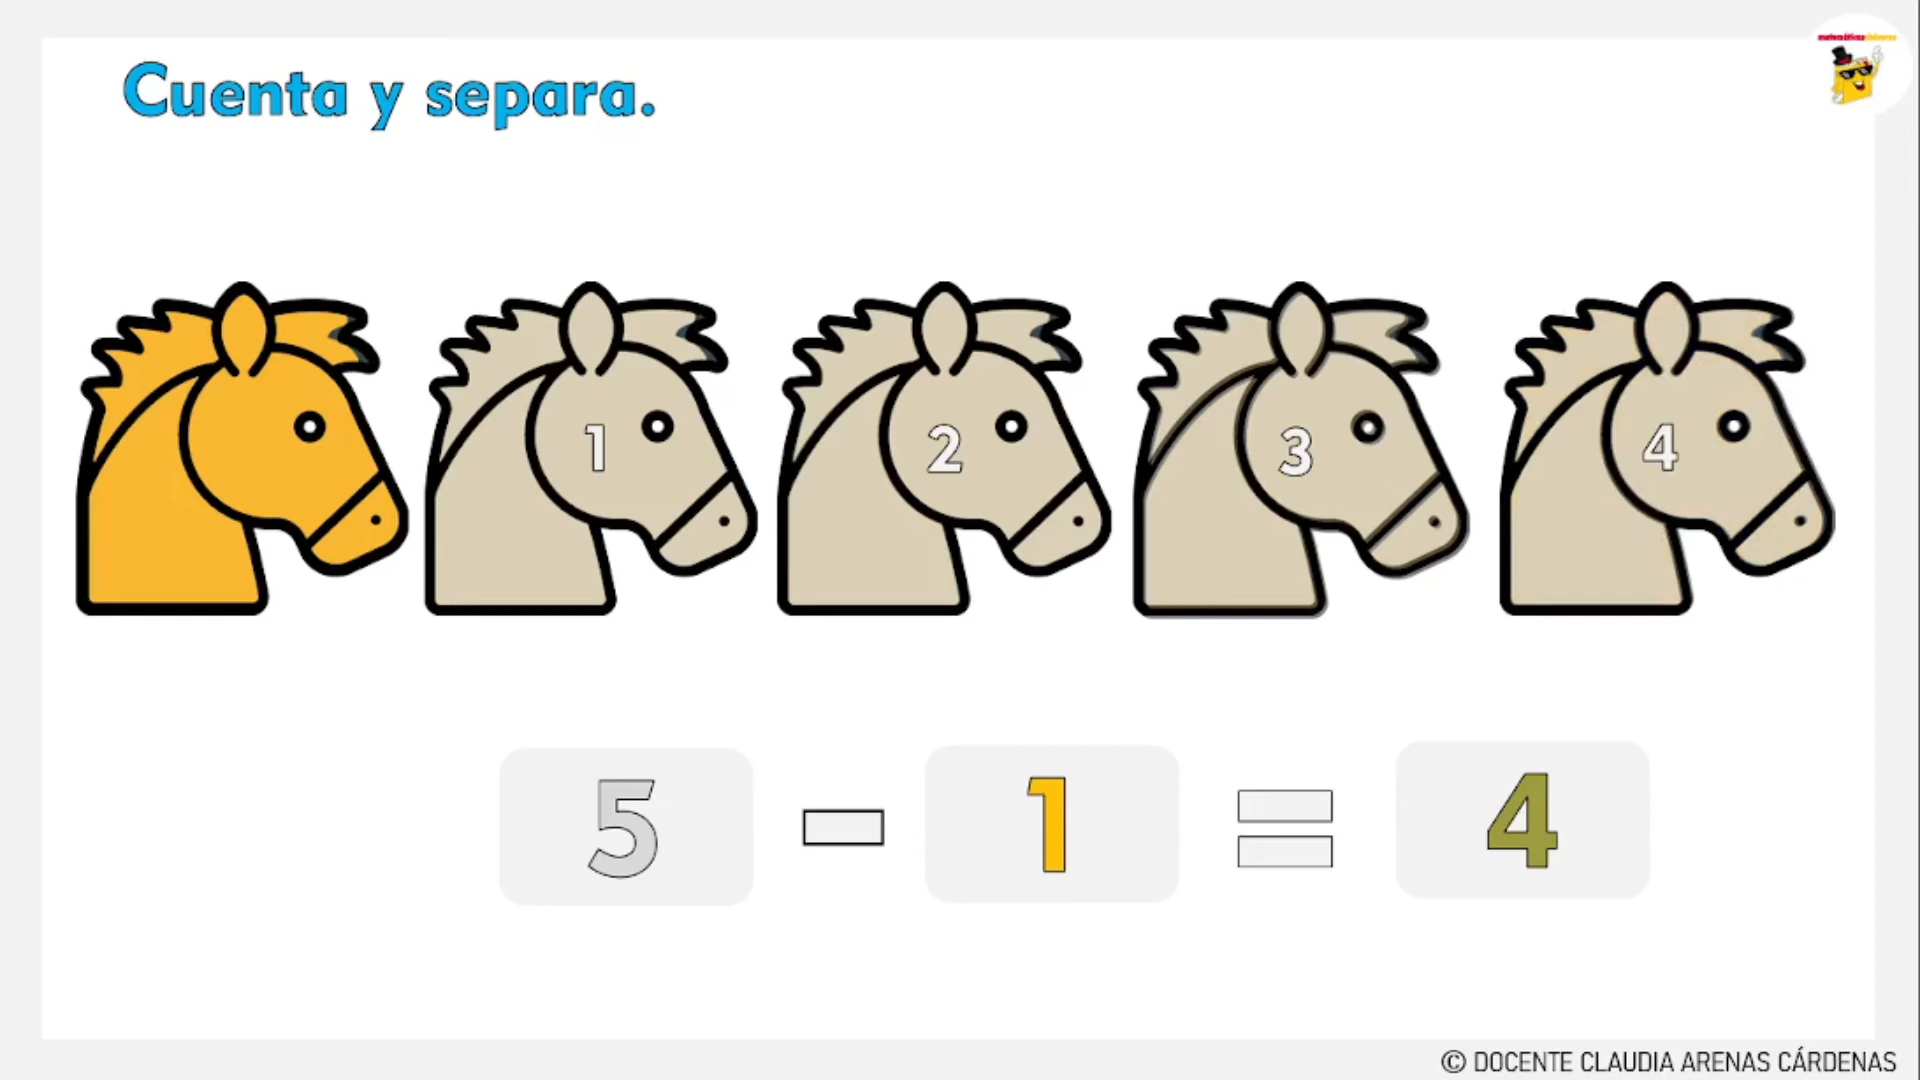 Cuenta y separa.
1 2 3 4
5 - 1 = 4
© DOCENTE CLAUDIA ARENAS CÁRDENAS